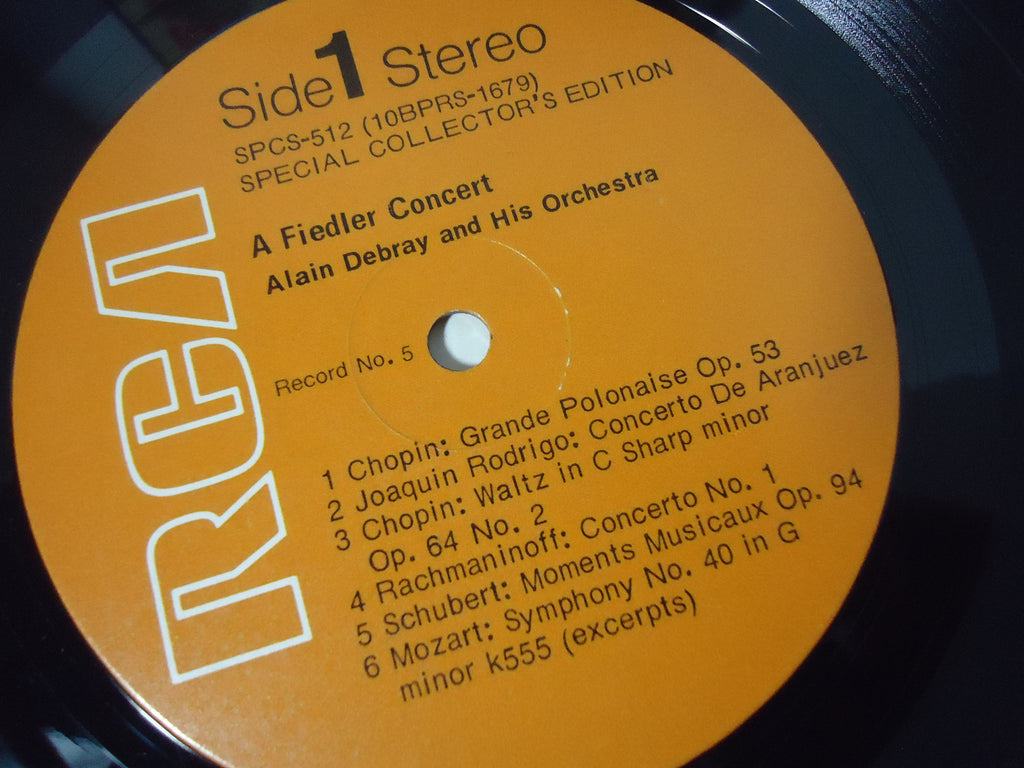 Side 1 Stereo
SPCS-512 (10BPRS-1679)
SPECIAL COLLECTOR'S EDITION
A Fiedler Concert
Alain Debray and His Orchestra
RCA
Record No. 5
1 Chopin: Grande Polonaise Op. 53
2 Joaquin Rodrigo: Concerto De Aranjuez
3 Chopin: Waltz in C Sharp minor
Op. 64 No. 2
4 Rachmaninoff: Concerto No. 1
5 Schubert: Moments Musicaux Op. 94
6 Mozart: Symphony No. 40 in G
minor k555 (excerpts)